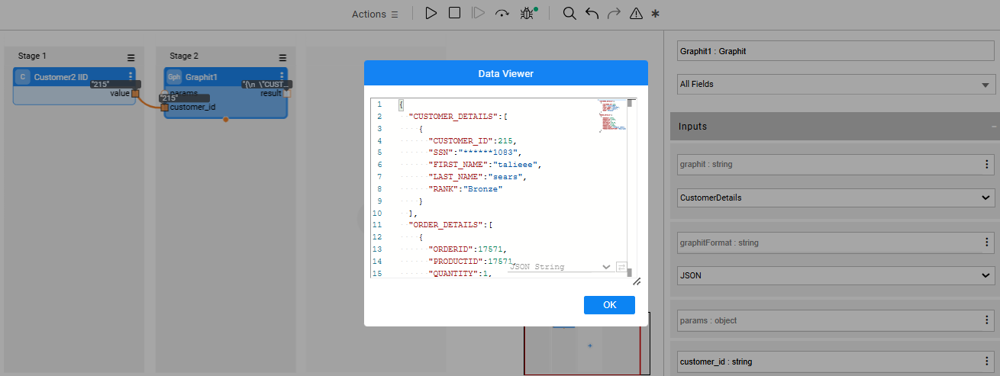 Actions
Stage 1
Stage 2
C Customer2 IID
"215"
value
Gph Graphit1
"{\n \"CUST...
params
result
"215"
customer_id
Data Viewer
1 {
2 "CUSTOMER_DETAILS":[
3 {
4 "CUSTOMER_ID":215,
5 "SSN":"******1083",
6 "FIRST_NAME":"talieee",
7 "LAST_NAME":"sears",
8 "RANK":"Bronze"
9 }
10 ],
11 "ORDER_DETAILS":[
12 {
13 "ORDERID":17571,
14 "PRODUCTID":17571,
15 "QUANTITY":1,
JSON String
OK
Graphit1 : Graphit
All Fields
Inputs
graphit : string
CustomerDetails
graphitFormat : string
JSON
params : object
customer_id : string